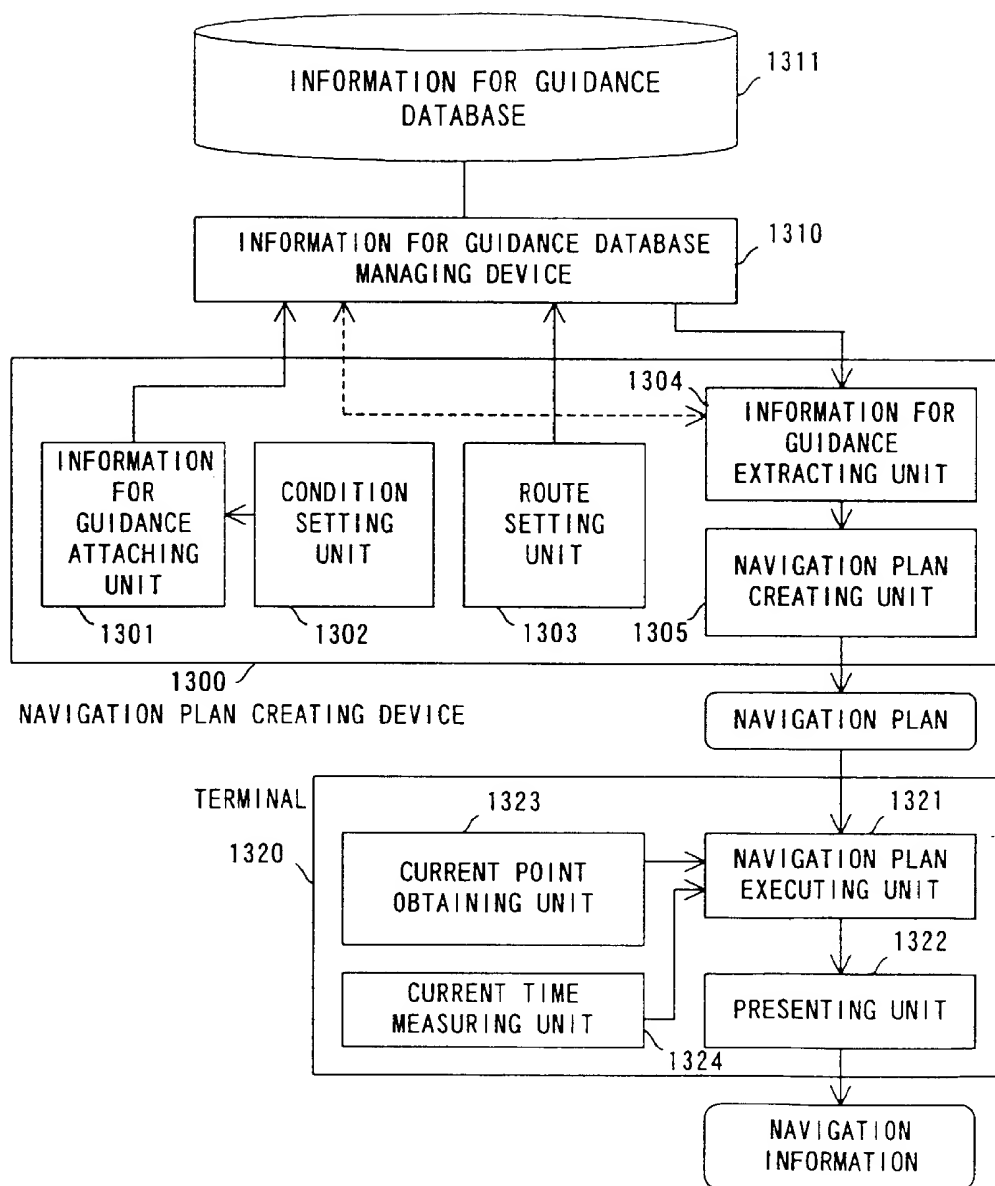 INFORMATION FOR GUIDANCE
DATABASE
1311
INFORMATION FOR GUIDANCE DATABASE
MANAGING DEVICE
1310
1304
INFORMATION FOR
GUIDANCE
EXTRACTING UNIT
INFORMATION
FOR
GUIDANCE
ATTACHING
UNIT
1301
CONDITION
SETTING
UNIT
1302
ROUTE
SETTING
UNIT
1303
NAVIGATION PLAN
CREATING UNIT
1305
1300
NAVIGATION PLAN CREATING DEVICE
NAVIGATION PLAN
TERMINAL
1320
1323
CURRENT POINT
OBTAINING UNIT
1321
NAVIGATION PLAN
EXECUTING UNIT
CURRENT TIME
MEASURING UNIT
1324
1322
PRESENTING UNIT
NAVIGATION
INFORMATION